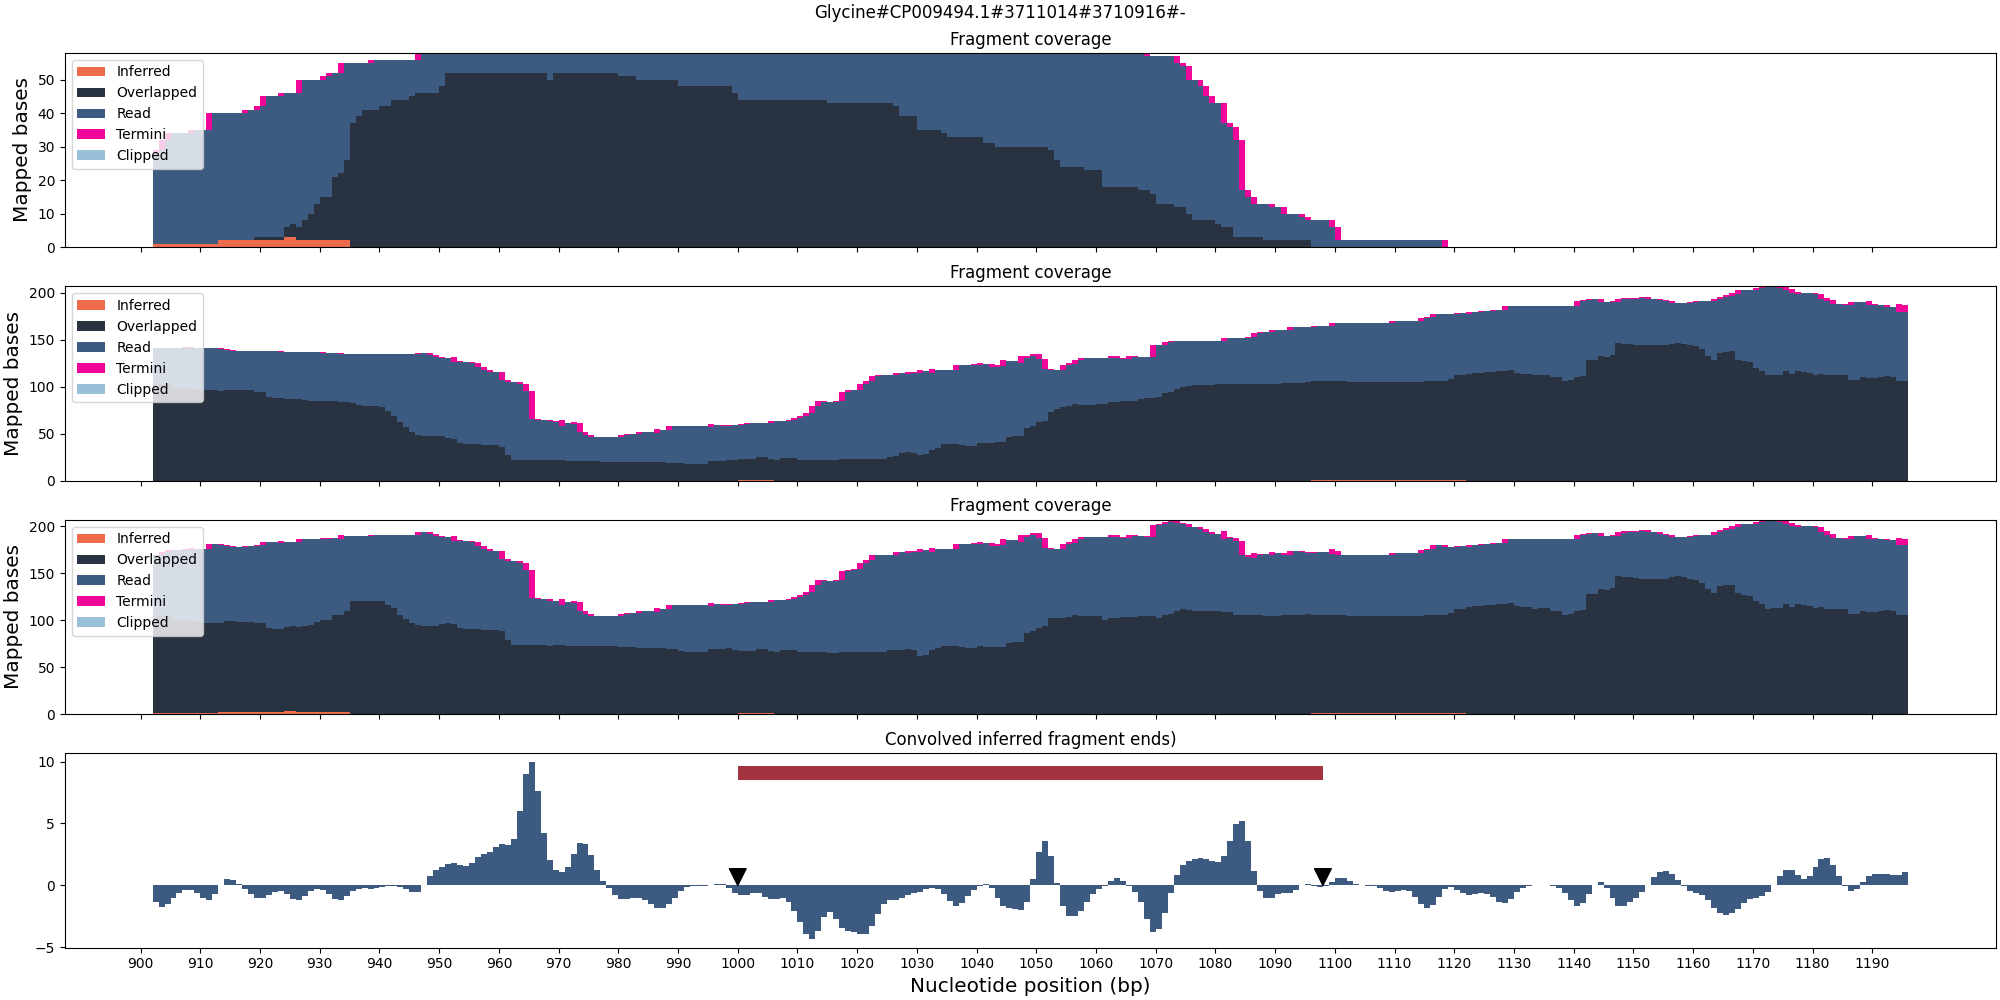 Glycine#CP009494.1#3711014#3710916#-
Fragment coverage
Mapped bases
50
40
30
20
10
0
Inferred
Overlapped
Read
Termini
Clipped
Fragment coverage
Mapped bases
200
150
100
50
0
Inferred
Overlapped
Read
Termini
Clipped
Fragment coverage
Mapped bases
200
150
100
50
0
Inferred
Overlapped
Read
Termini
Clipped
Convolved inferred fragment ends)
10
5
0
−5
900 910 920 930 940 950 960 970 980 990 1000 1010 1020 1030 1040 1050 1060 1070 1080 1090 1100 1110 1120 1130 1140 1150 1160 1170 1180 1190
Nucleotide position (bp)